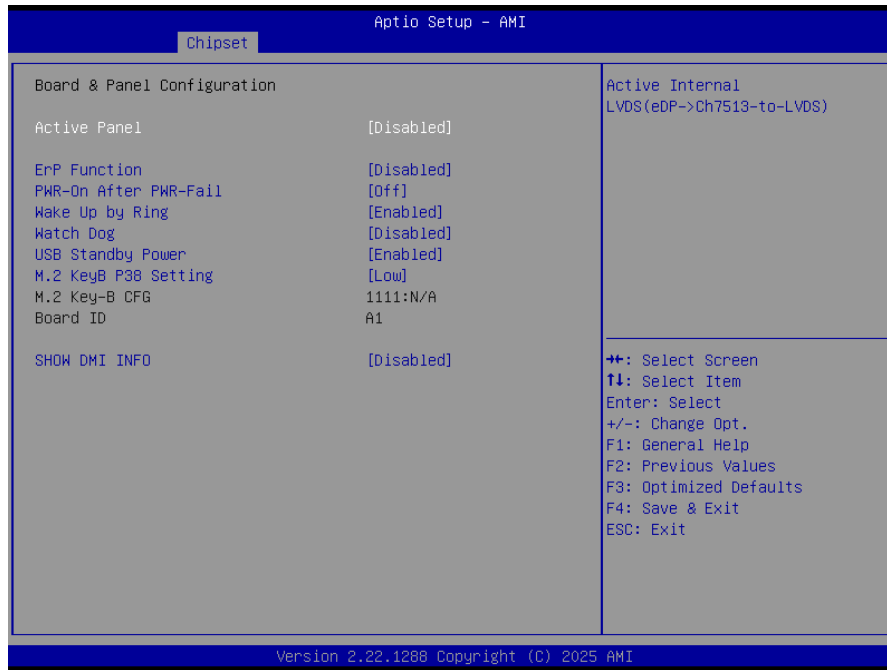 Aptio Setup - AMI
Chipset
Board & Panel Configuration
Active Panel [Disabled]
ErP Function [Disabled]
PWR-On After PWR-Fail [Off]
Wake Up by Ring [Enabled]
Watch Dog [Disabled]
USB Standby Power [Enabled]
M.2 KeyB P38 Setting [Low]
M.2 Key-B CFG 1111:N/A
Board ID A1
SHOW DMI INFO [Disabled]
Active Internal
LVDS(eDP->Ch7513-to-LVDS)
→←: Select Screen
↑↓: Select Item
Enter: Select
+/-: Change Opt.
F1: General Help
F2: Previous Values
F3: Optimized Defaults
F4: Save & Exit
ESC: Exit
Version 2.22.1288 Copyright (C) 2025 AMI